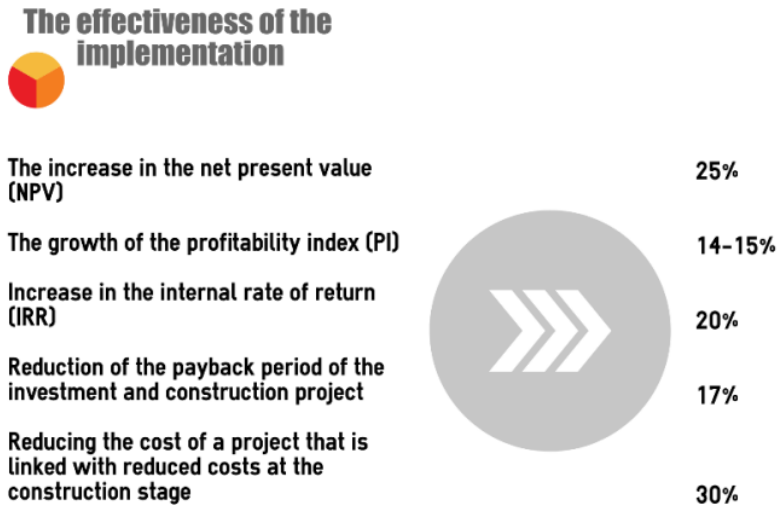 The effectiveness of the
implementation
The increase in the net present value
(NPV)
25%
The growth of the profitability index (PI)
14-15%
Increase in the internal rate of return
(IRR)
20%
Reduction of the payback period of the
investment and construction project
17%
Reducing the cost of a project that is
linked with reduced costs at the
construction stage
30%